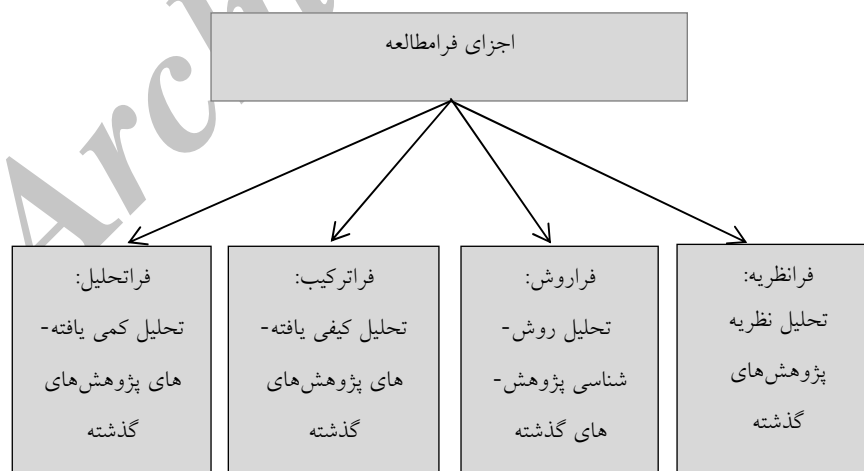 اجزای فرامطالعه
فرانظریه:
تحلیل نظریه
پژوهش‌های
گذشته
فراروش:
تحلیل روش-
شناسی پژوهش-
های گذشته
فراترکیب:
تحلیل کیفی یافته-
های پژوهش‌های
گذشته
فراتحلیل:
تحلیل کمی یافته-
های پژوهش‌های
گذشته